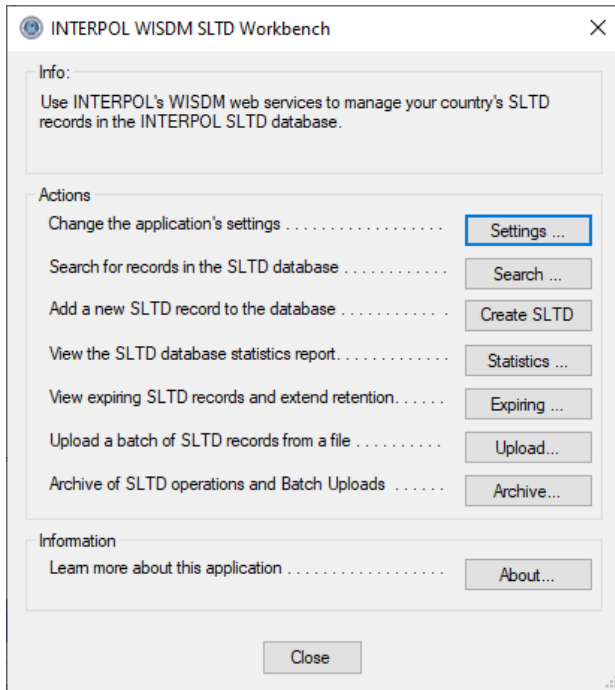 INTERPOL WISDM SLTD Workbench
Info:
Use INTERPOL's WISDM web services to manage your country's SLTD
records in the INTERPOL SLTD database.
Actions
Change the application's settings . . . . . . . . . . . . . . . . . . Settings ...
Search for records in the SLTD database . . . . . . . . . . . . Search ...
Add a new SLTD record to the database . . . . . . . . . . . . Create SLTD
View the SLTD database statistics report. . . . . . . . . . . . . Statistics ...
View expiring SLTD records and extend retention. . . . . . Expiring ...
Upload a batch of SLTD records from a file . . . . . . . . . . Upload...
Archive of SLTD operations and Batch Uploads . . . . . . Archive...
Information
Learn more about this application . . . . . . . . . . . . . . . . . . About...
Close